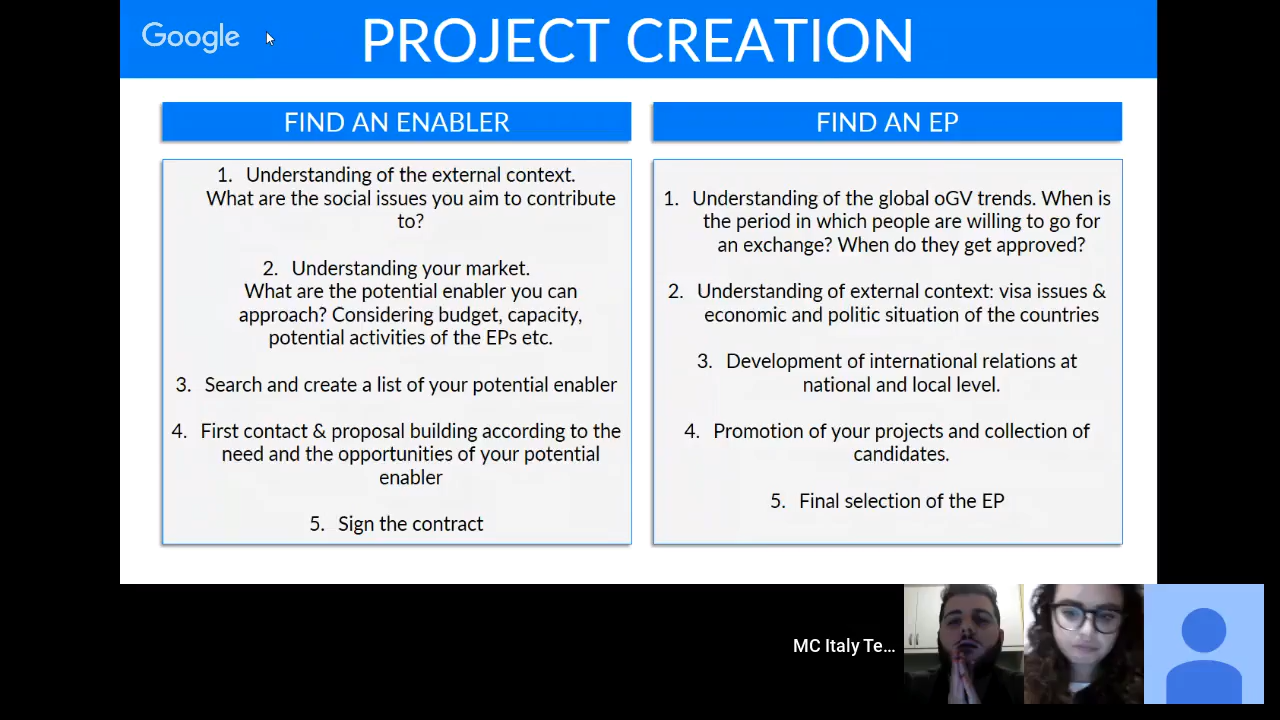 Google
PROJECT CREATION
FIND AN ENABLER
1. Understanding of the external context.
What are the social issues you aim to contribute
to?
2. Understanding your market.
What are the potential enabler you can
approach? Considering budget, capacity,
potential activities of the EPs etc.
3. Search and create a list of your potential enabler
4. First contact & proposal building according to the
need and the opportunities of your potential
enabler
5. Sign the contract
FIND AN EP
1. Understanding of the global oGV trends. When is
the period in which people are willing to go for
an exchange? When do they get approved?
2. Understanding of external context: visa issues &
economic and politic situation of the countries
3. Development of international relations at
national and local level.
4. Promotion of your projects and collection of
candidates.
5. Final selection of the EP
MC Italy Te...